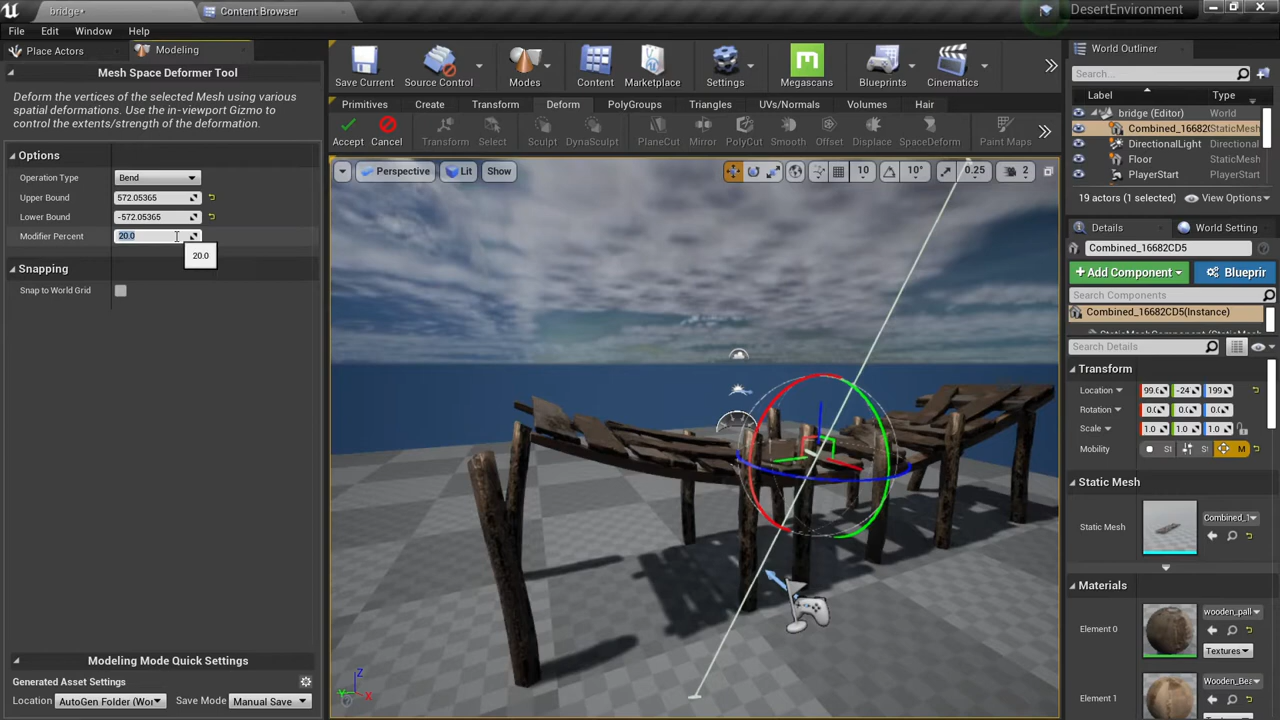 bridge*
Content Browser
DesertEnvironment
File Edit Window Help
Place Actors
Modeling
Mesh Space Deformer Tool
Deform the vertices of the selected Mesh using various
spatial deformations. Use the in-viewport Gizmo to
control the extents/strength of the deformation.
Options
Operation Type Bend
Upper Bound 572.05365
Lower Bound -572.05365
Modifier Percent 20.0
20.0
Snapping
Snap to World Grid
Modeling Mode Quick Settings
Generated Asset Settings
Location AutoGen Folder (Wor Save Mode Manual Save
Save Current Source Control Modes Content Marketplace Settings Megascans Blueprints Cinematics
Primitives Create Transform Deform PolyGroups Triangles UVs/Normals Volumes Hair
Accept Cancel Transform Select Sculpt DynaSculpt PlaneCut Mirror PolyCut Smooth Offset Displace SpaceDeform Paint Maps
Perspective Lit Show 10 10° 0.25 2
Z
X
Y
World Outliner
Search...
Label Type
bridge (Editor) World
Combined_16682( StaticMesh
DirectionalLight DirectionalL
Floor StaticMesh
PlayerStart PlayerStart
19 actors (1 selected) View Options
Details World Setting
Combined_16682CD5
Add Component Blueprir
Search Components
Combined_16682CD5(Instance)
Search Details
Transform
Location 99.( -24 199
Rotation 0.( 0.( 0.(
Scale 1.0 1.0 1.0
Mobility St St M
Static Mesh
Static Mesh Combined_1
Materials
Element 0 wooden_pall
Textures
Element 1 Wooden_Bea
Textures